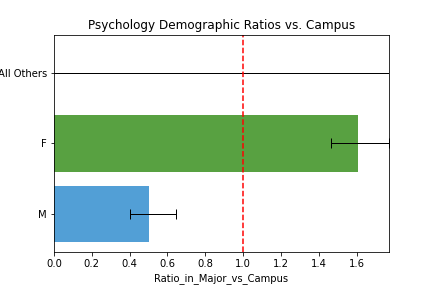 Psychology Demographic Ratios vs. Campus
All Others
F
M
0.0 0.2 0.4 0.6 0.8 1.0 1.2 1.4 1.6
Ratio_in_Major_vs_Campus